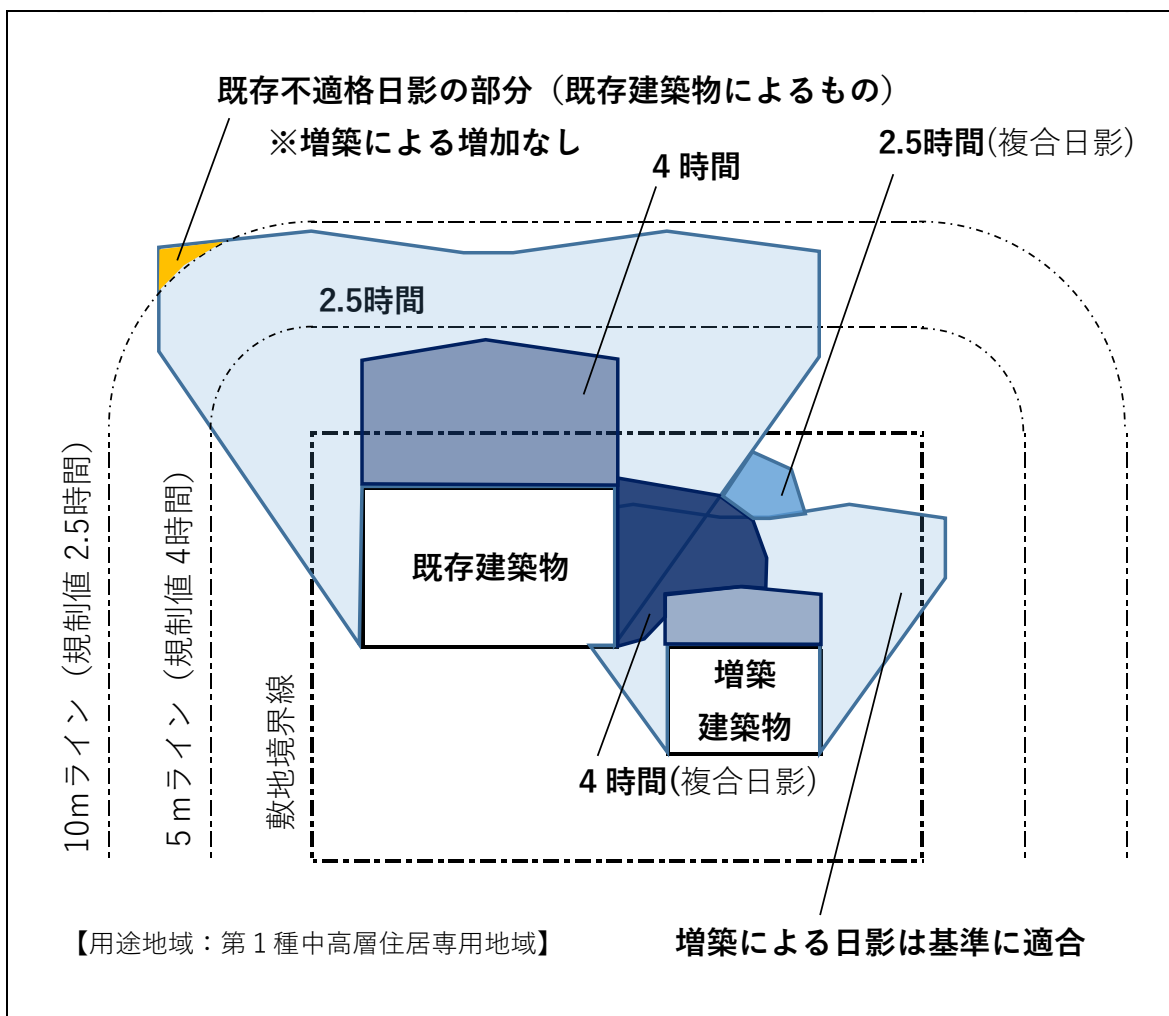 既存不適格日影の部分（既存建築物によるもの）
※増築による増加なし
2.5時間(複合日影)
４時間
2.5時間
既存建築物
増築
建築物
10ｍライン（規制値 2.5時間）
５ｍライン（規制値 4時間）
敷地境界線
４時間(複合日影)
【用途地域：第１種中高層住居専用地域】
増築による日影は基準に適合